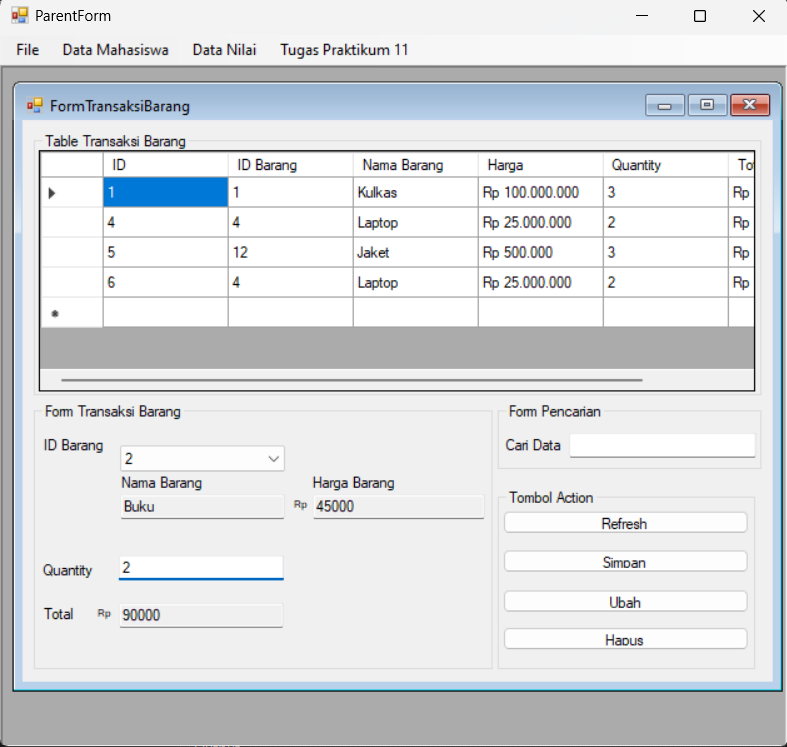 ParentForm
File Data Mahasiswa Data Nilai Tugas Praktikum 11
FormTransaksiBarang
Table Transaksi Barang
ID ID Barang Nama Barang Harga Quantity
1 1 Kulkas Rp 100.000.000 3 Rp
4 4 Laptop Rp 25.000.000 2 Rp
5 12 Jaket Rp 500.000 3 Rp
6 4 Laptop Rp 25.000.000 2 Rp
Form Transaksi Barang
ID Barang 2
Nama Barang Harga Barang
Buku Rp 45000
Quantity 2
Total Rp 90000
Form Pencarian
Cari Data
Tombol Action
Refresh
Simpan
Ubah
Hapus